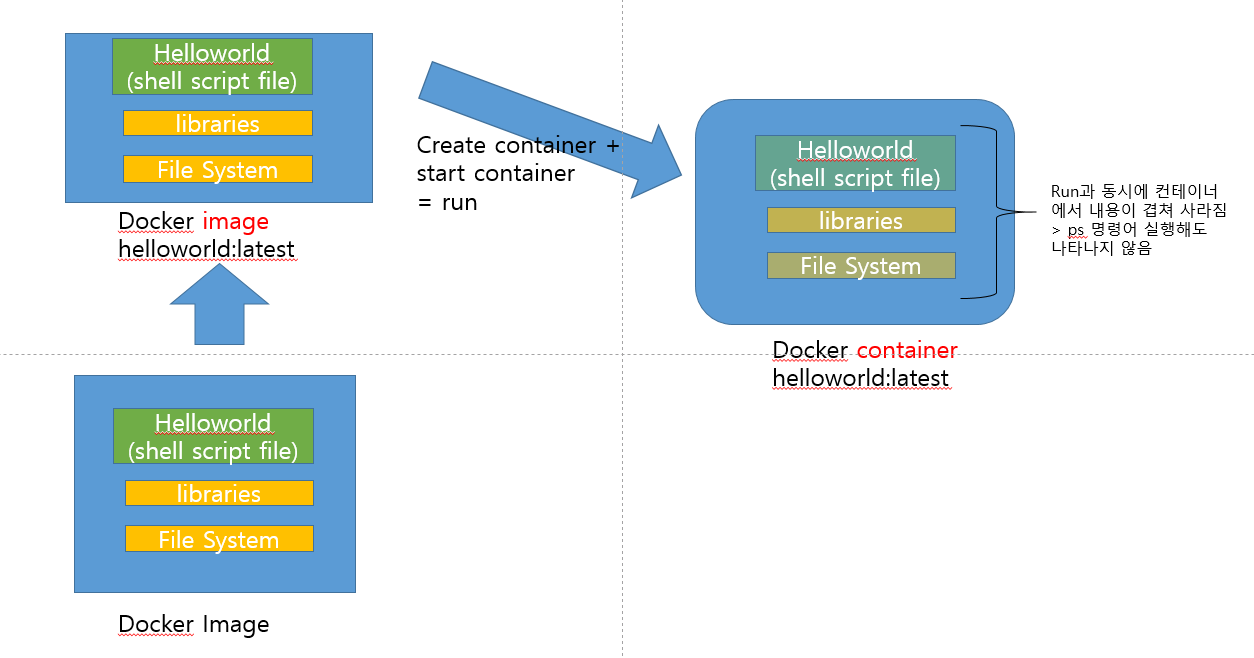 Helloworld
(shell script file)
libraries
File System
Docker image
helloworld:latest
Create container +
start container
= run
Helloworld
(shell script file)
libraries
File System
Run과 동시에 컨테이너
에서 내용이 겹쳐 사라짐
> ps 명령어 실행해도
나타나지 않음
Docker container
helloworld:latest
Helloworld
(shell script file)
libraries
File System
Docker Image